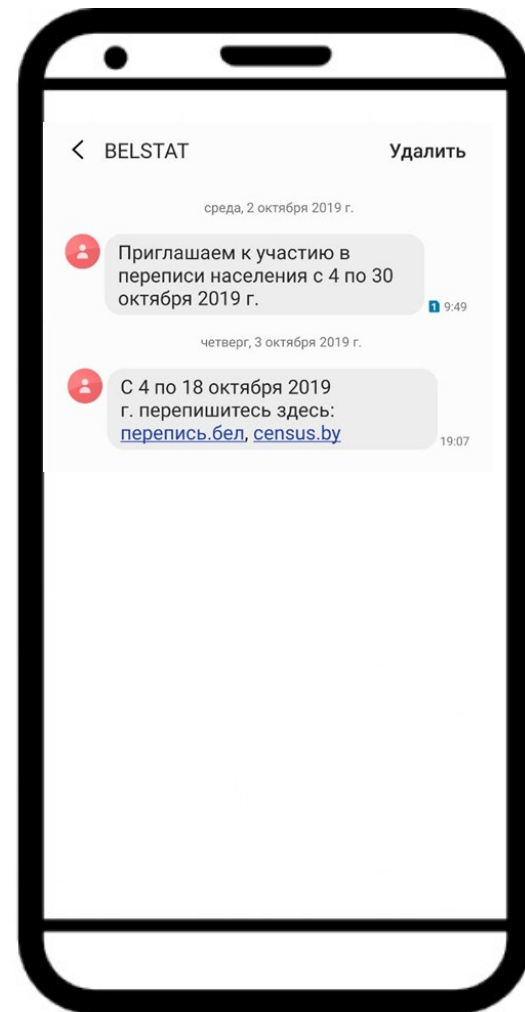 BELSTAT Удалить
среда, 2 октября 2019 г.
Приглашаем к участию в
переписи населения с 4 по 30
октября 2019 г.
1 9:49
четверг, 3 октября 2019 г.
С 4 по 18 октября 2019
г. перепишитесь здесь:
перепись.бел, census.by
19:07